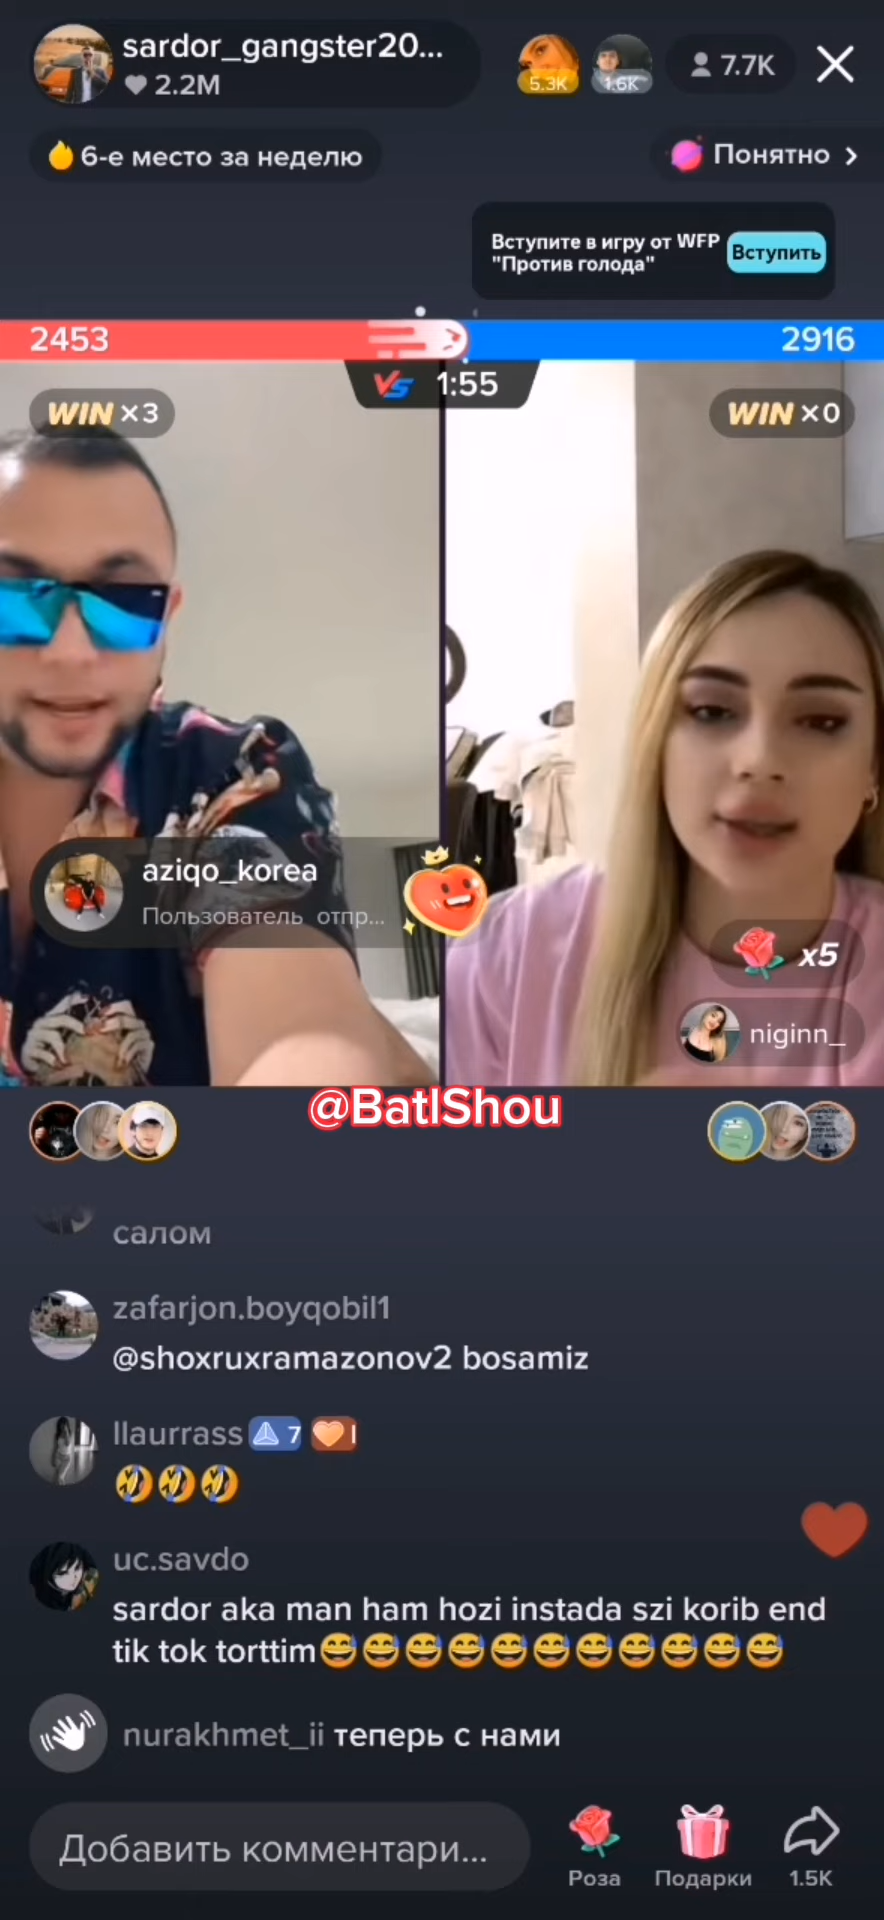 sardor_gangster20...
2.2M
5.3K
1.6K
7.7K
6-е место за неделю
Понятно
Вступите в игру от WFP
"Против голода"
Вступить
2453
2916
VS 1:55
WIN ×3
WIN ×0
aziqo_korea
Пользователь отпр...
x5
niginn_
@BatlShou
салом
zafarjon.boyqobil1
@shoxruxramazonov2 bosamiz
llaurrass 7 I
🤣🤣🤣
uc.savdo
sardor aka man ham hozi instada szi korib end
tik tok torttim😅😅😅😅😅😅😅😅😅😅😅
nurakhmet_ii теперь с нами
Добавить комментари...
Роза
Подарки
1.5K